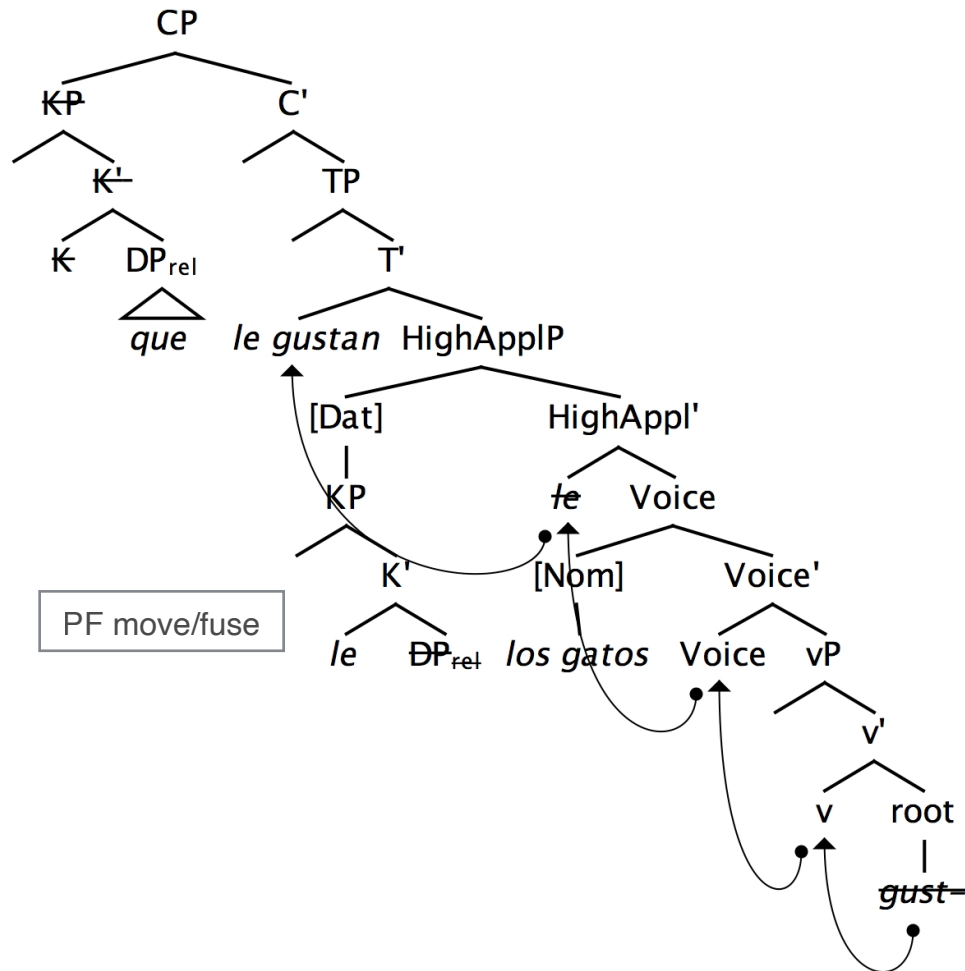 CP
KP C'
K' TP
K DPrel T'
que le gustan HighApplP
[Dat] HighAppl'
KP le Voice
K' [Nom] Voice'
PF move/fuse
le DPrel los gatos Voice vP
v'
v root
gust-